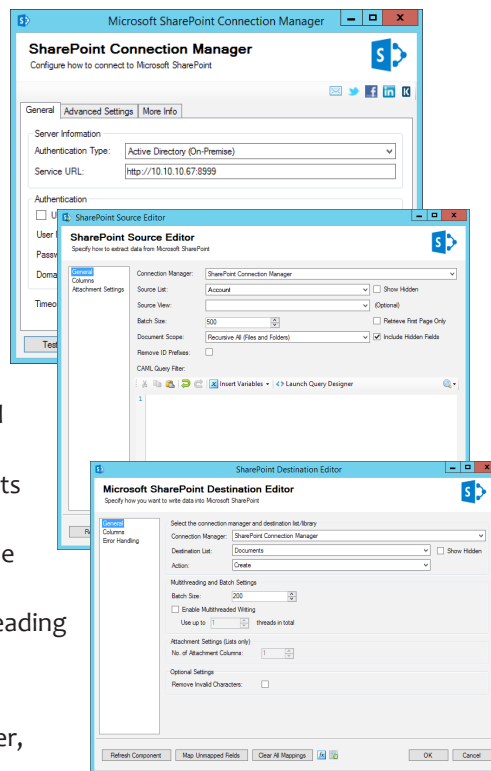 Microsoft SharePoint Connection Manager
SharePoint Connection Manager
Configure how to connect to Microsoft SharePoint
General Advanced Settings More Info
Server Information
Authentication Type: Active Directory (On-Premise)
Service URL: http://10.10.10.67:8999
Authentication
SharePoint Source Editor
SharePoint Source Editor
Specify how to extract data from Microsoft SharePoint
General
Columns
Attachment Settings
Connection Manager: SharePoint Connection Manager
Source List: Account Show Hidden
Source View: (Optional)
Batch Size: 500 Retrieve First Page Only
Document Scope: Recursive All (Files and Folders) Include Hidden Fields
Remove ID Prefixes:
CAML Query Filter:
Insert Variables Launch Query Designer
1
SharePoint Destination Editor
Microsoft SharePoint Destination Editor
Specify how you want to write data into Microsoft SharePoint
General
Columns
Error Handling
Select the connection manager and destination list/library
Connection Manager: SharePoint Connection Manager
Destination List: Documents Show Hidden
Action: Create
Multithreading and Batch Settings
Batch Size: 200
Enable Multithreaded Writing
Use up to 1 threads in total
Attachment Settings (Lists only)
No. of Attachment Columns: 1
Optional Settings
Remove Invalid Characters:
Refresh Component Map Unmapped Fields Clear All Mappings fx OK Cancel